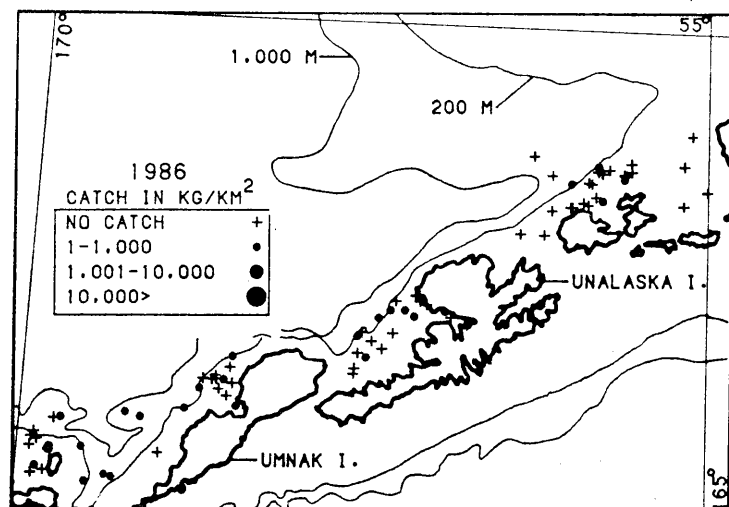 170°
55°
1.000 M
200 M
1986
CATCH IN KG/KM²
NO CATCH +
1-1.000
1.001-10.000
10.000>
UNALASKA I.
UMNAK I.
165°